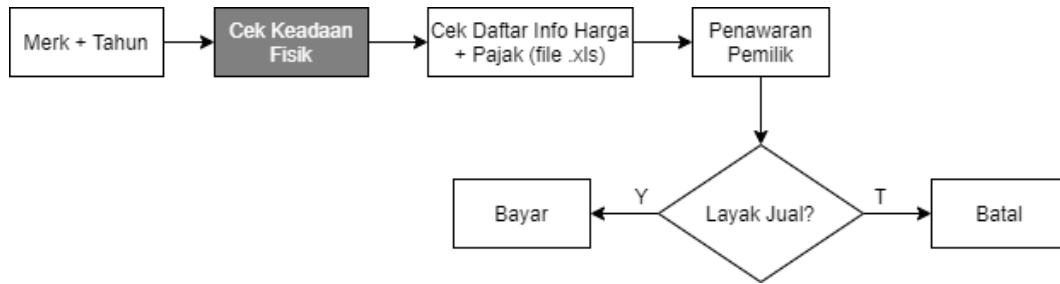 Merk + Tahun
Cek Keadaan
Fisik
Cek Daftar Info Harga
+ Pajak (file .xls)
Penawaran
Pemilik
Bayar
Y
Layak Jual?
T
Batal